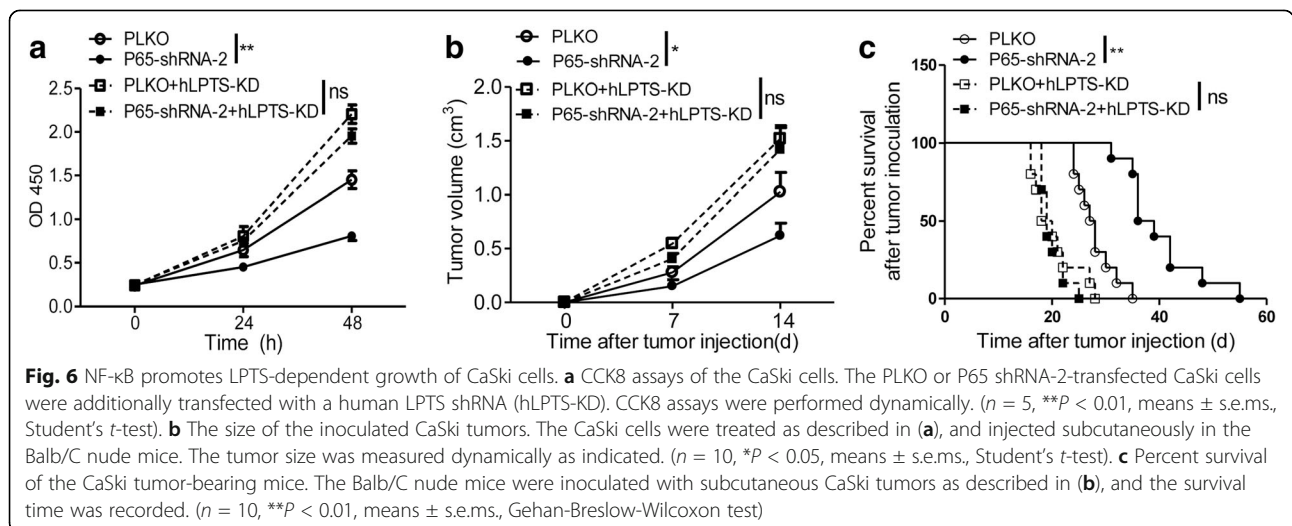 a
PLKO
P65-shRNA-2
**
PLKO+hLPTS-KD
P65-shRNA-2+hLPTS-KD
ns
OD 450
2.5
2.0
1.5
1.0
0.5
0.0
0 24 48
Time (h)
b
PLKO
P65-shRNA-2
*
PLKO+hLPTS-KD
P65-shRNA-2+hLPTS-KD
ns
Tumor volume (cm³)
1.5
1.0
0.5
0.0
0 7 14
Time after tumor injection(d)
c
PLKO
P65-shRNA-2
**
PLKO+hLPTS-KD
P65-shRNA-2+hLPTS-KD
ns
Percent survival
after tumor inoculation
150
100
50
0
0 20 40 60
Time after tumor injection (d)
Fig. 6 NF-κB promotes LPTS-dependent growth of CaSki cells. a CCK8 assays of the CaSki cells. The PLKO or P65 shRNA-2-transfected CaSki cells
were additionally transfected with a human LPTS shRNA (hLPTS-KD). CCK8 assays were performed dynamically. (n = 5, **P < 0.01, means ± s.e.ms.,
Student's t-test). b The size of the inoculated CaSki tumors. The CaSki cells were treated as described in (a), and injected subcutaneously in the
Balb/C nude mice. The tumor size was measured dynamically as indicated. (n = 10, *P < 0.05, means ± s.e.ms., Student's t-test). c Percent survival
of the CaSki tumor-bearing mice. The Balb/C nude mice were inoculated with subcutaneous CaSki tumors as described in (b), and the survival
time was recorded. (n = 10, **P < 0.01, means ± s.e.ms., Gehan-Breslow-Wilcoxon test)